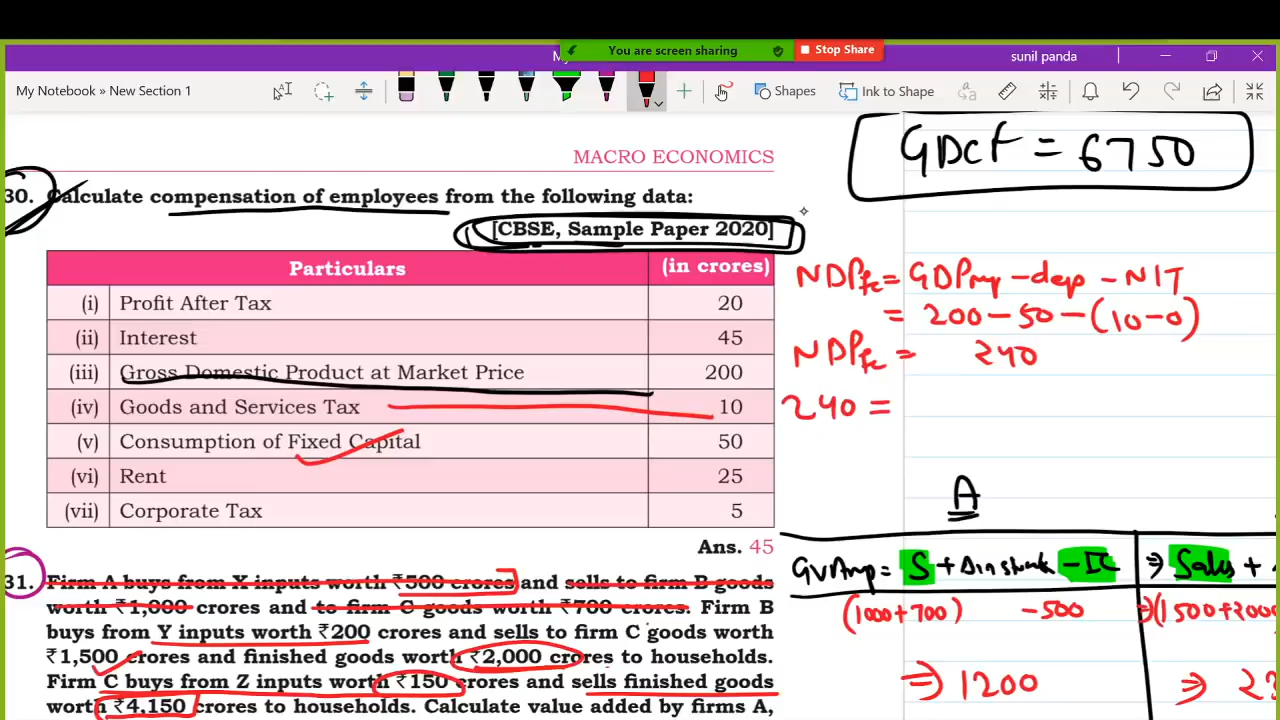 You are screen sharing
Stop Share
sunil panda
My Notebook » New Section 1
Shapes
Ink to Share
GDCF = 6750
MACRO ECONOMICS
30. Calculate compensation of employees from the following data:
[CBSE, Sample Paper 2020]
Particulars (in crores)
(i) Profit After Tax 20
(ii) Interest 45
(iii) Gross Domestic Product at Market Price 200
(iv) Goods and Services Tax 10
(v) Consumption of Fixed Capital 50
(vi) Rent 25
(vii) Corporate Tax 5
Ans. 45
NDPfc = GDPmp - dep - NIT
= 200 - 50 - (10-0)
NDPfc = 240
240 =
A
GVAmp = S + Δ in stock - IC ⇒ Sales +
(1000+700) -500 ⇒(1500+2000
⇒ 1200 ⇒
31. Firm A buys from X inputs worth ₹500 crores and sells to firm B goods
worth ₹1,000 crores and to firm C goods worth ₹700 crores. Firm B
buys from Y inputs worth ₹200 crores and sells to firm C goods worth
₹1,500 crores and finished goods worth ₹2,000 crores to households.
Firm C buys from Z inputs worth ₹150 crores and sells finished goods
worth ₹4,150 crores to households. Calculate value added by firms A,